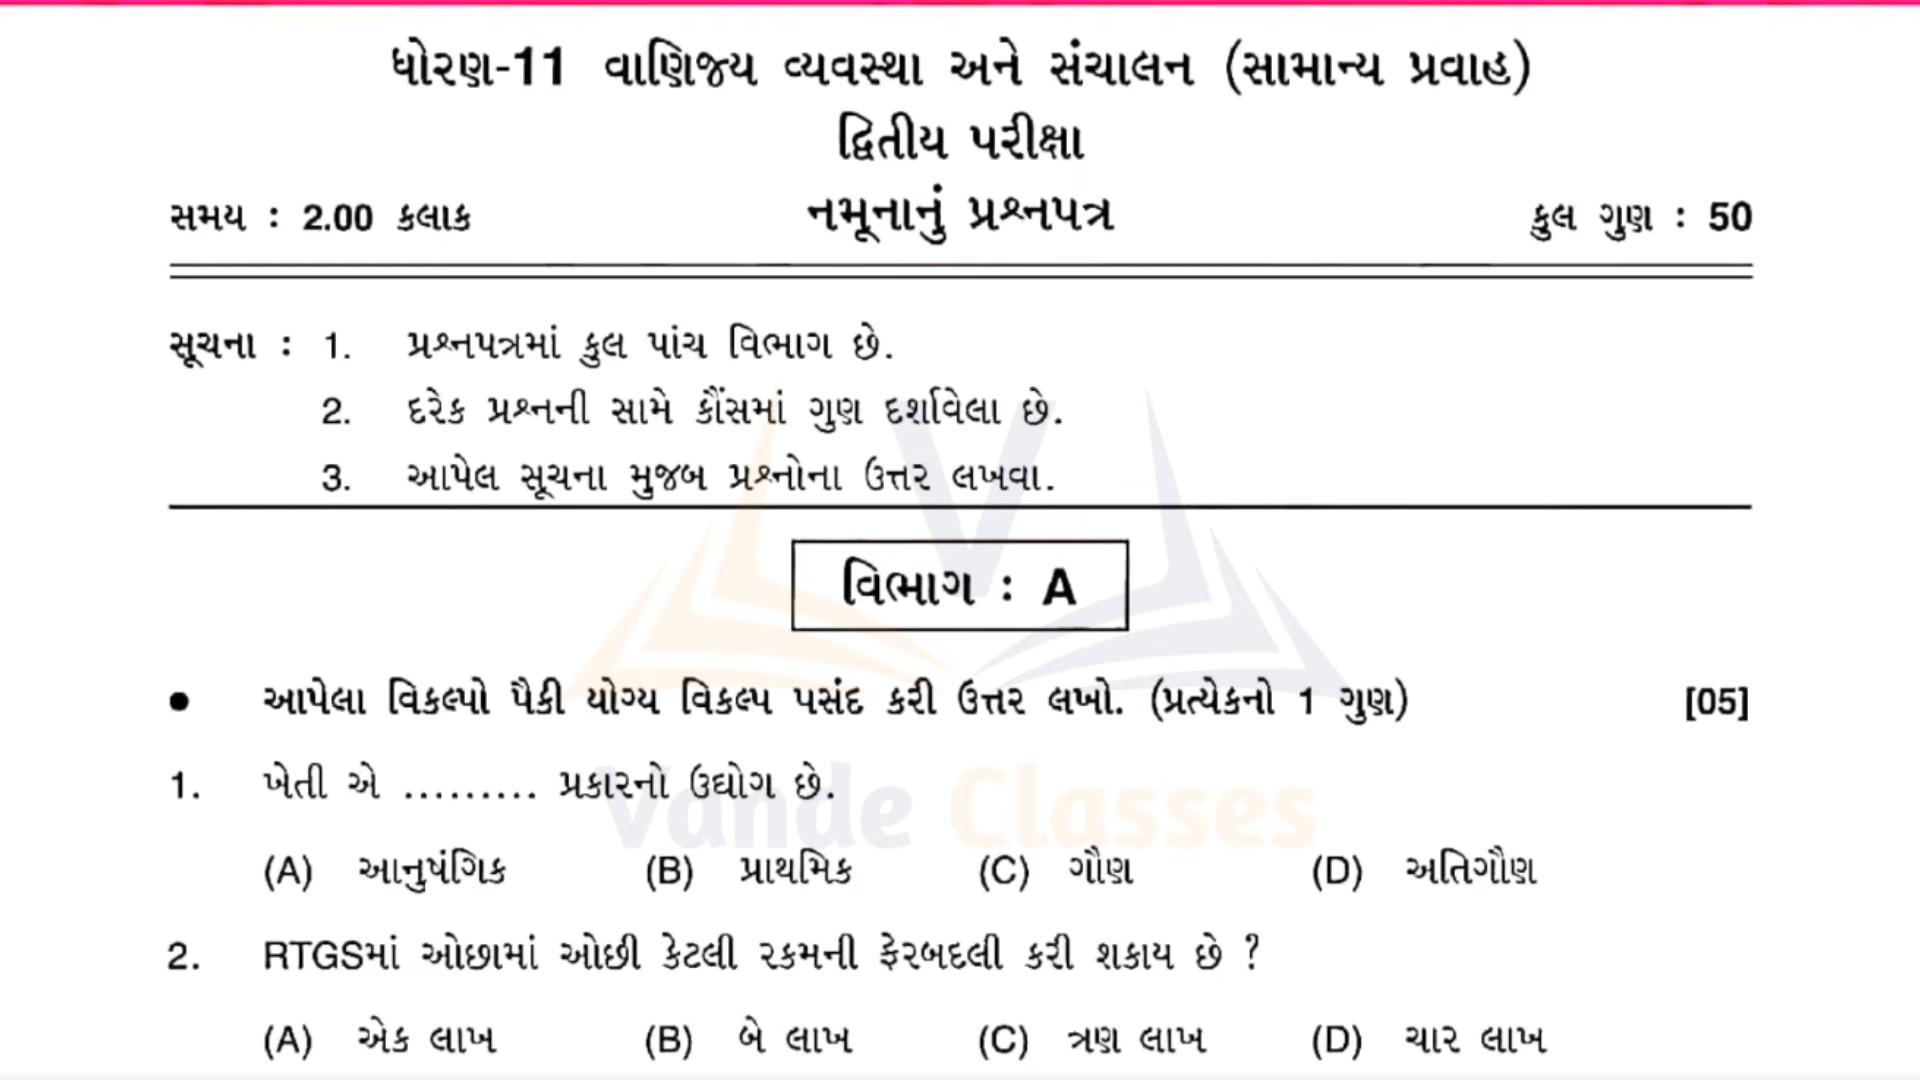 ધોરણ-11 વાણિજ્ય વ્યવસ્થા અને સંચાલન (સામાન્ય પ્રવાહ)
દ્વિતીય પરીક્ષા
સમય : 2.00 કલાક નમૂનાનું પ્રશ્નપત્ર કુલ ગુણ : 50
સૂચના : 1. પ્રશ્નપત્રમાં કુલ પાંચ વિભાગ છે.
2. દરેક પ્રશ્નની સામે કૌંસમાં ગુણ દર્શાવેલા છે.
3. આપેલ સૂચના મુજબ પ્રશ્નોના ઉત્તર લખવા.
વિભાગ : A
• આપેલા વિકલ્પો પૈકી યોગ્ય વિકલ્પ પસંદ કરી ઉત્તર લખો. (પ્રત્યેકનો 1 ગુણ) [05]
1. ખેતી એ ......... પ્રકારનો ઉદ્યોગ છે.
Vande Classes
(A) આનુષંગિક (B) પ્રાથમિક (C) ગૌણ (D) અતિગૌણ
2. RTGSમાં ઓછામાં ઓછી કેટલી રકમની ફેરબદલી કરી શકાય છે ?
(A) એક લાખ (B) બે લાખ (C) ત્રણ લાખ (D) ચાર લાખ